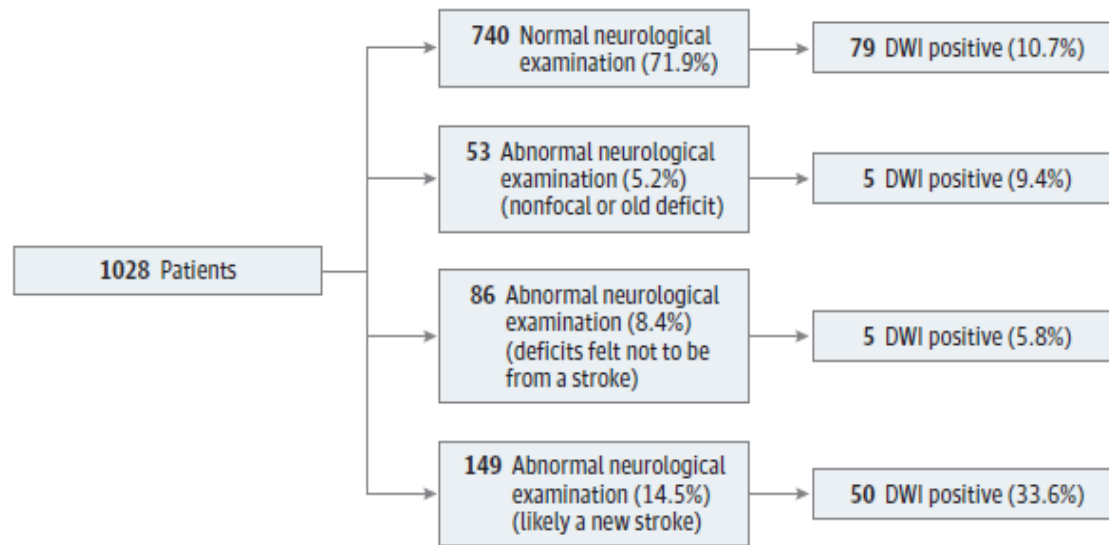 1028 Patients
740 Normal neurological
examination (71.9%)
79 DWI positive (10.7%)
53 Abnormal neurological
examination (5.2%)
(nonfocal or old deficit)
5 DWI positive (9.4%)
86 Abnormal neurological
examination (8.4%)
(deficits felt not to be
from a stroke)
5 DWI positive (5.8%)
149 Abnormal neurological
examination (14.5%)
(likely a new stroke)
50 DWI positive (33.6%)